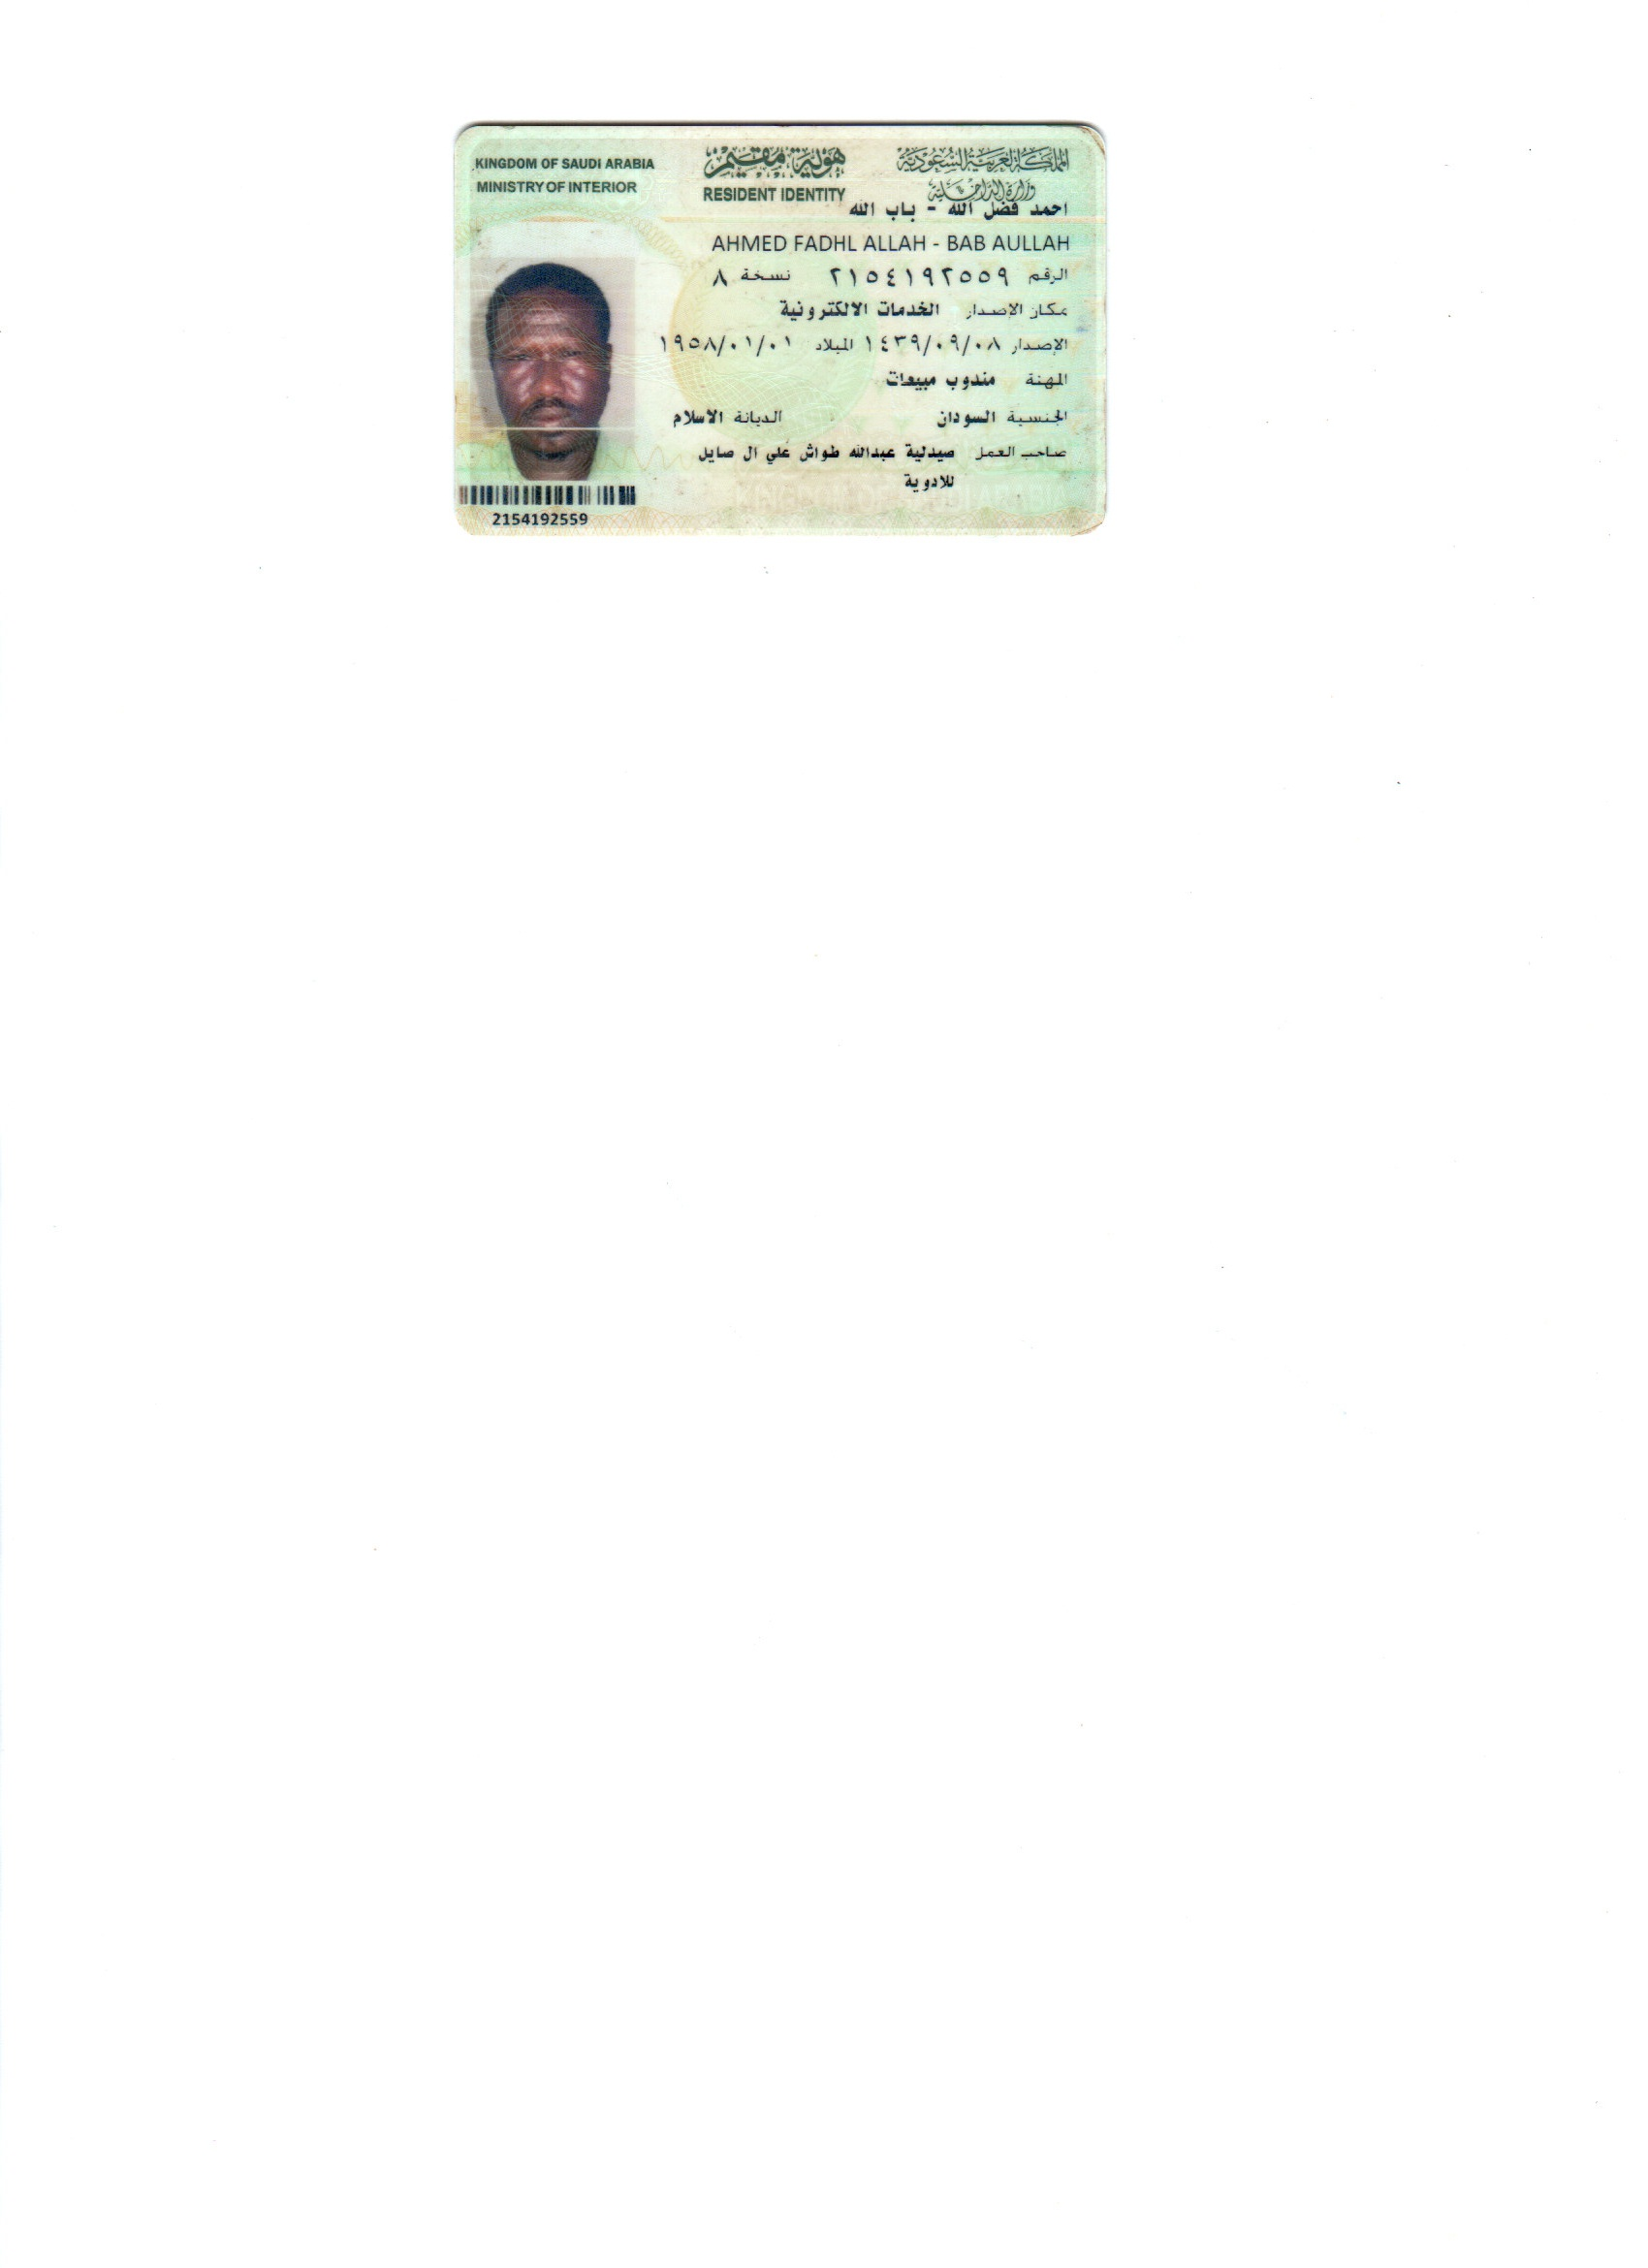 KINGDOM OF SAUDI ARABIA
MINISTRY OF INTERIOR
هوية مقيم
RESIDENT IDENTITY
المملكة العربية السعودية
وزارة الداخلية
احمد فضل الله - باب الله
AHMED FADHL ALLAH - BAB AULLAH
الرقم ٢١٥٤١٩٢٥٥٩ نسخة ٨
مكان الإصدار الخدمات الالكترونية
الإصدار ١٤٣٩/٠٩/٠٨ الميلاد ١٩٥٨/٠١/٠١
المهنة مندوب مبيعات
الجنسية السودان الديانة الاسلام
صاحب العمل صيدلية عبدالله طواش علي ال صايل
للادوية
2154192559